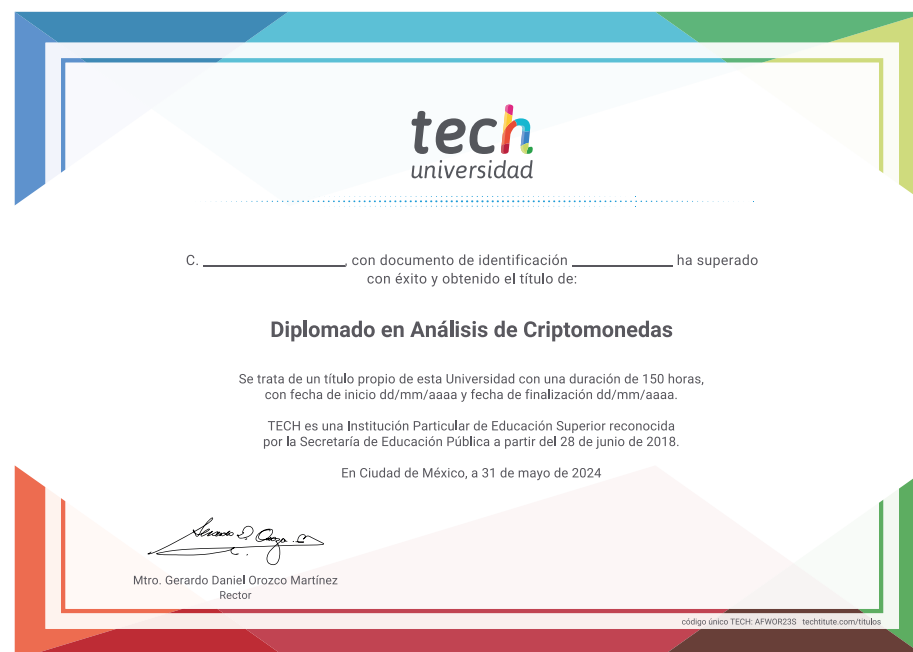 tech
universidad
C. ____________________, con documento de identificación ______________ ha superado
con éxito y obtenido el título de:
Diplomado en Análisis de Criptomonedas
Se trata de un título propio de esta Universidad con una duración de 150 horas,
con fecha de inicio dd/mm/aaaa y fecha de finalización dd/mm/aaaa.
TECH es una Institución Particular de Educación Superior reconocida
por la Secretaría de Educación Pública a partir del 28 de junio de 2018.
En Ciudad de México, a 31 de mayo de 2024
Mtro. Gerardo Daniel Orozco Martínez
Rector
código único TECH: AFWOR23S techtitute.com/titulos